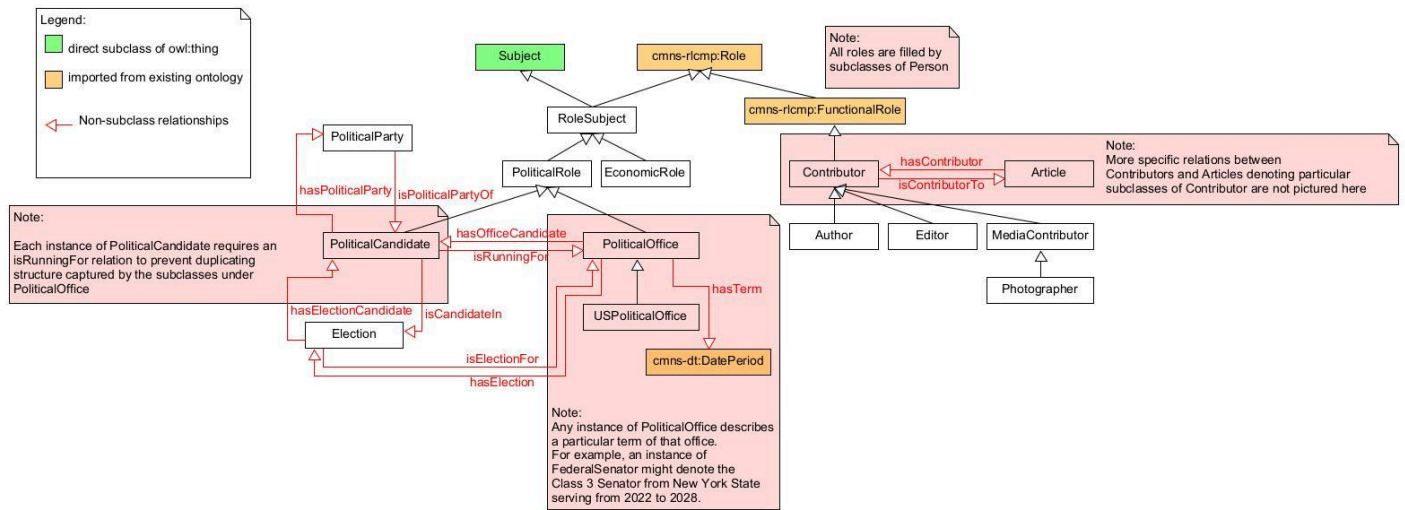 Legend:
direct subclass of owl:thing
imported from existing ontology
Non-subclass relationships
Subject
cmns-rlcmp:Role
Note:
All roles are filled by
subclasses of Person
cmns-rlcmp:FunctionalRole
RoleSubject
PoliticalParty
PoliticalRole
EconomicRole
hasPoliticalParty
isPoliticalPartyOf
Contributor
hasContributor
isContributorTo
Article
Note:
More specific relations between
Contributors and Articles denoting particular
subclasses of Contributor are not pictured here
Author
Editor
MediaContributor
Photographer
Note:
Each instance of PoliticalCandidate requires an
isRunningFor relation to prevent duplicating
structure captured by the subclasses under
PoliticalOffice
PoliticalCandidate
hasOfficeCandidate
isRunningFor
PoliticalOffice
hasTerm
USPoliticalOffice
cmns-dt:DatePeriod
hasElectionCandidate
isCandidateIn
Election
isElectionFor
hasElection
Note:
Any instance of PoliticalOffice describes
a particular term of that office.
For example, an instance of
FederalSenator might denote the
Class 3 Senator from New York State
serving from 2022 to 2028.